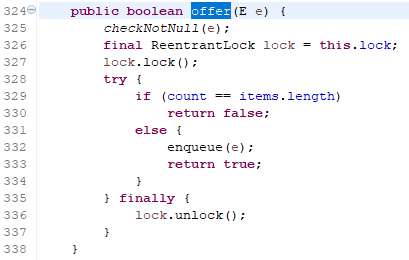 324 public boolean offer(E e) {
325 checkNotNull(e);
326 final ReentrantLock lock = this.lock;
327 lock.lock();
328 try {
329 if (count == items.length)
330 return false;
331 else {
332 enqueue(e);
333 return true;
334 }
335 } finally {
336 lock.unlock();
337 }
338 }